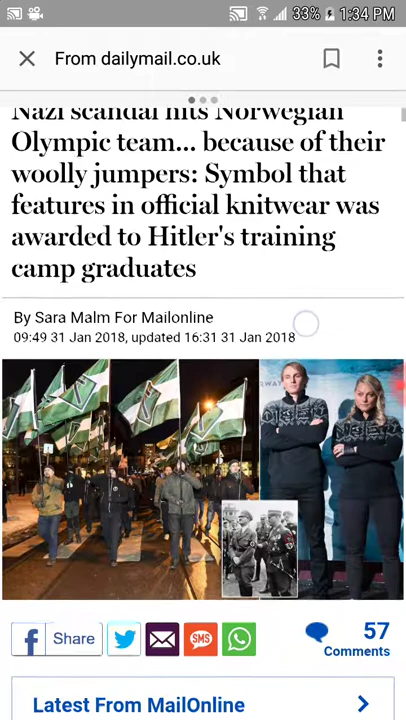 33% 1:34 PM
From dailymail.co.uk
Nazi scandal hits Norwegian
Olympic team... because of their
woolly jumpers: Symbol that
features in official knitwear was
awarded to Hitler's training
camp graduates
By Sara Malm For Mailonline
09:49 31 Jan 2018, updated 16:31 31 Jan 2018
f Share
SMS
57
Comments
Latest From MailOnline